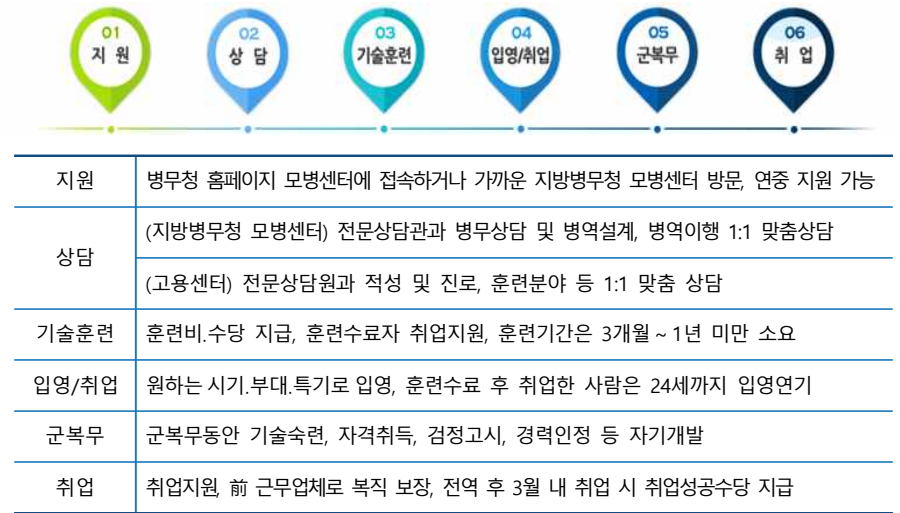 01
지 원
02
상 담
03
기술훈련
04
입영/취업
05
군복무
06
취 업
지원 병무청 홈페이지 모병센터에 접속하거나 가까운 지방병무청 모병센터 방문, 연중 지원 가능
상담 (지방병무청 모병센터) 전문상담관과 병무상담 및 병역설계, 병역이행 1:1 맞춤상담
(고용센터) 전문상담원과 적성 및 진로, 훈련분야 등 1:1 맞춤 상담
기술훈련 훈련비.수당 지급, 훈련수료자 취업지원, 훈련기간은 3개월 ~ 1년 미만 소요
입영/취업 원하는 시기.부대.특기로 입영, 훈련수료 후 취업한 사람은 24세까지 입영연기
군복무 군복무동안 기술숙련, 자격취득, 검정고시, 경력인정 등 자기개발
취업 취업지원, 前 근무업체로 복직 보장, 전역 후 3월 내 취업 시 취업성공수당 지급